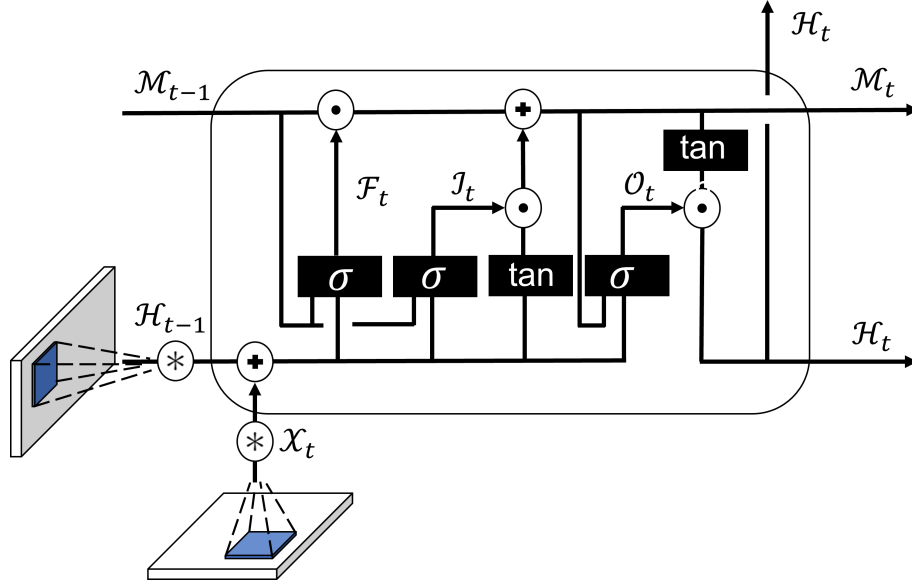 ℋ_t
ℳ_{t−1}
ℳ_t
tan
ℱ_t
ℐ_t
𝒪_t
σ
σ
tan
σ
ℋ_{t−1}
ℋ_t
𝒳_t